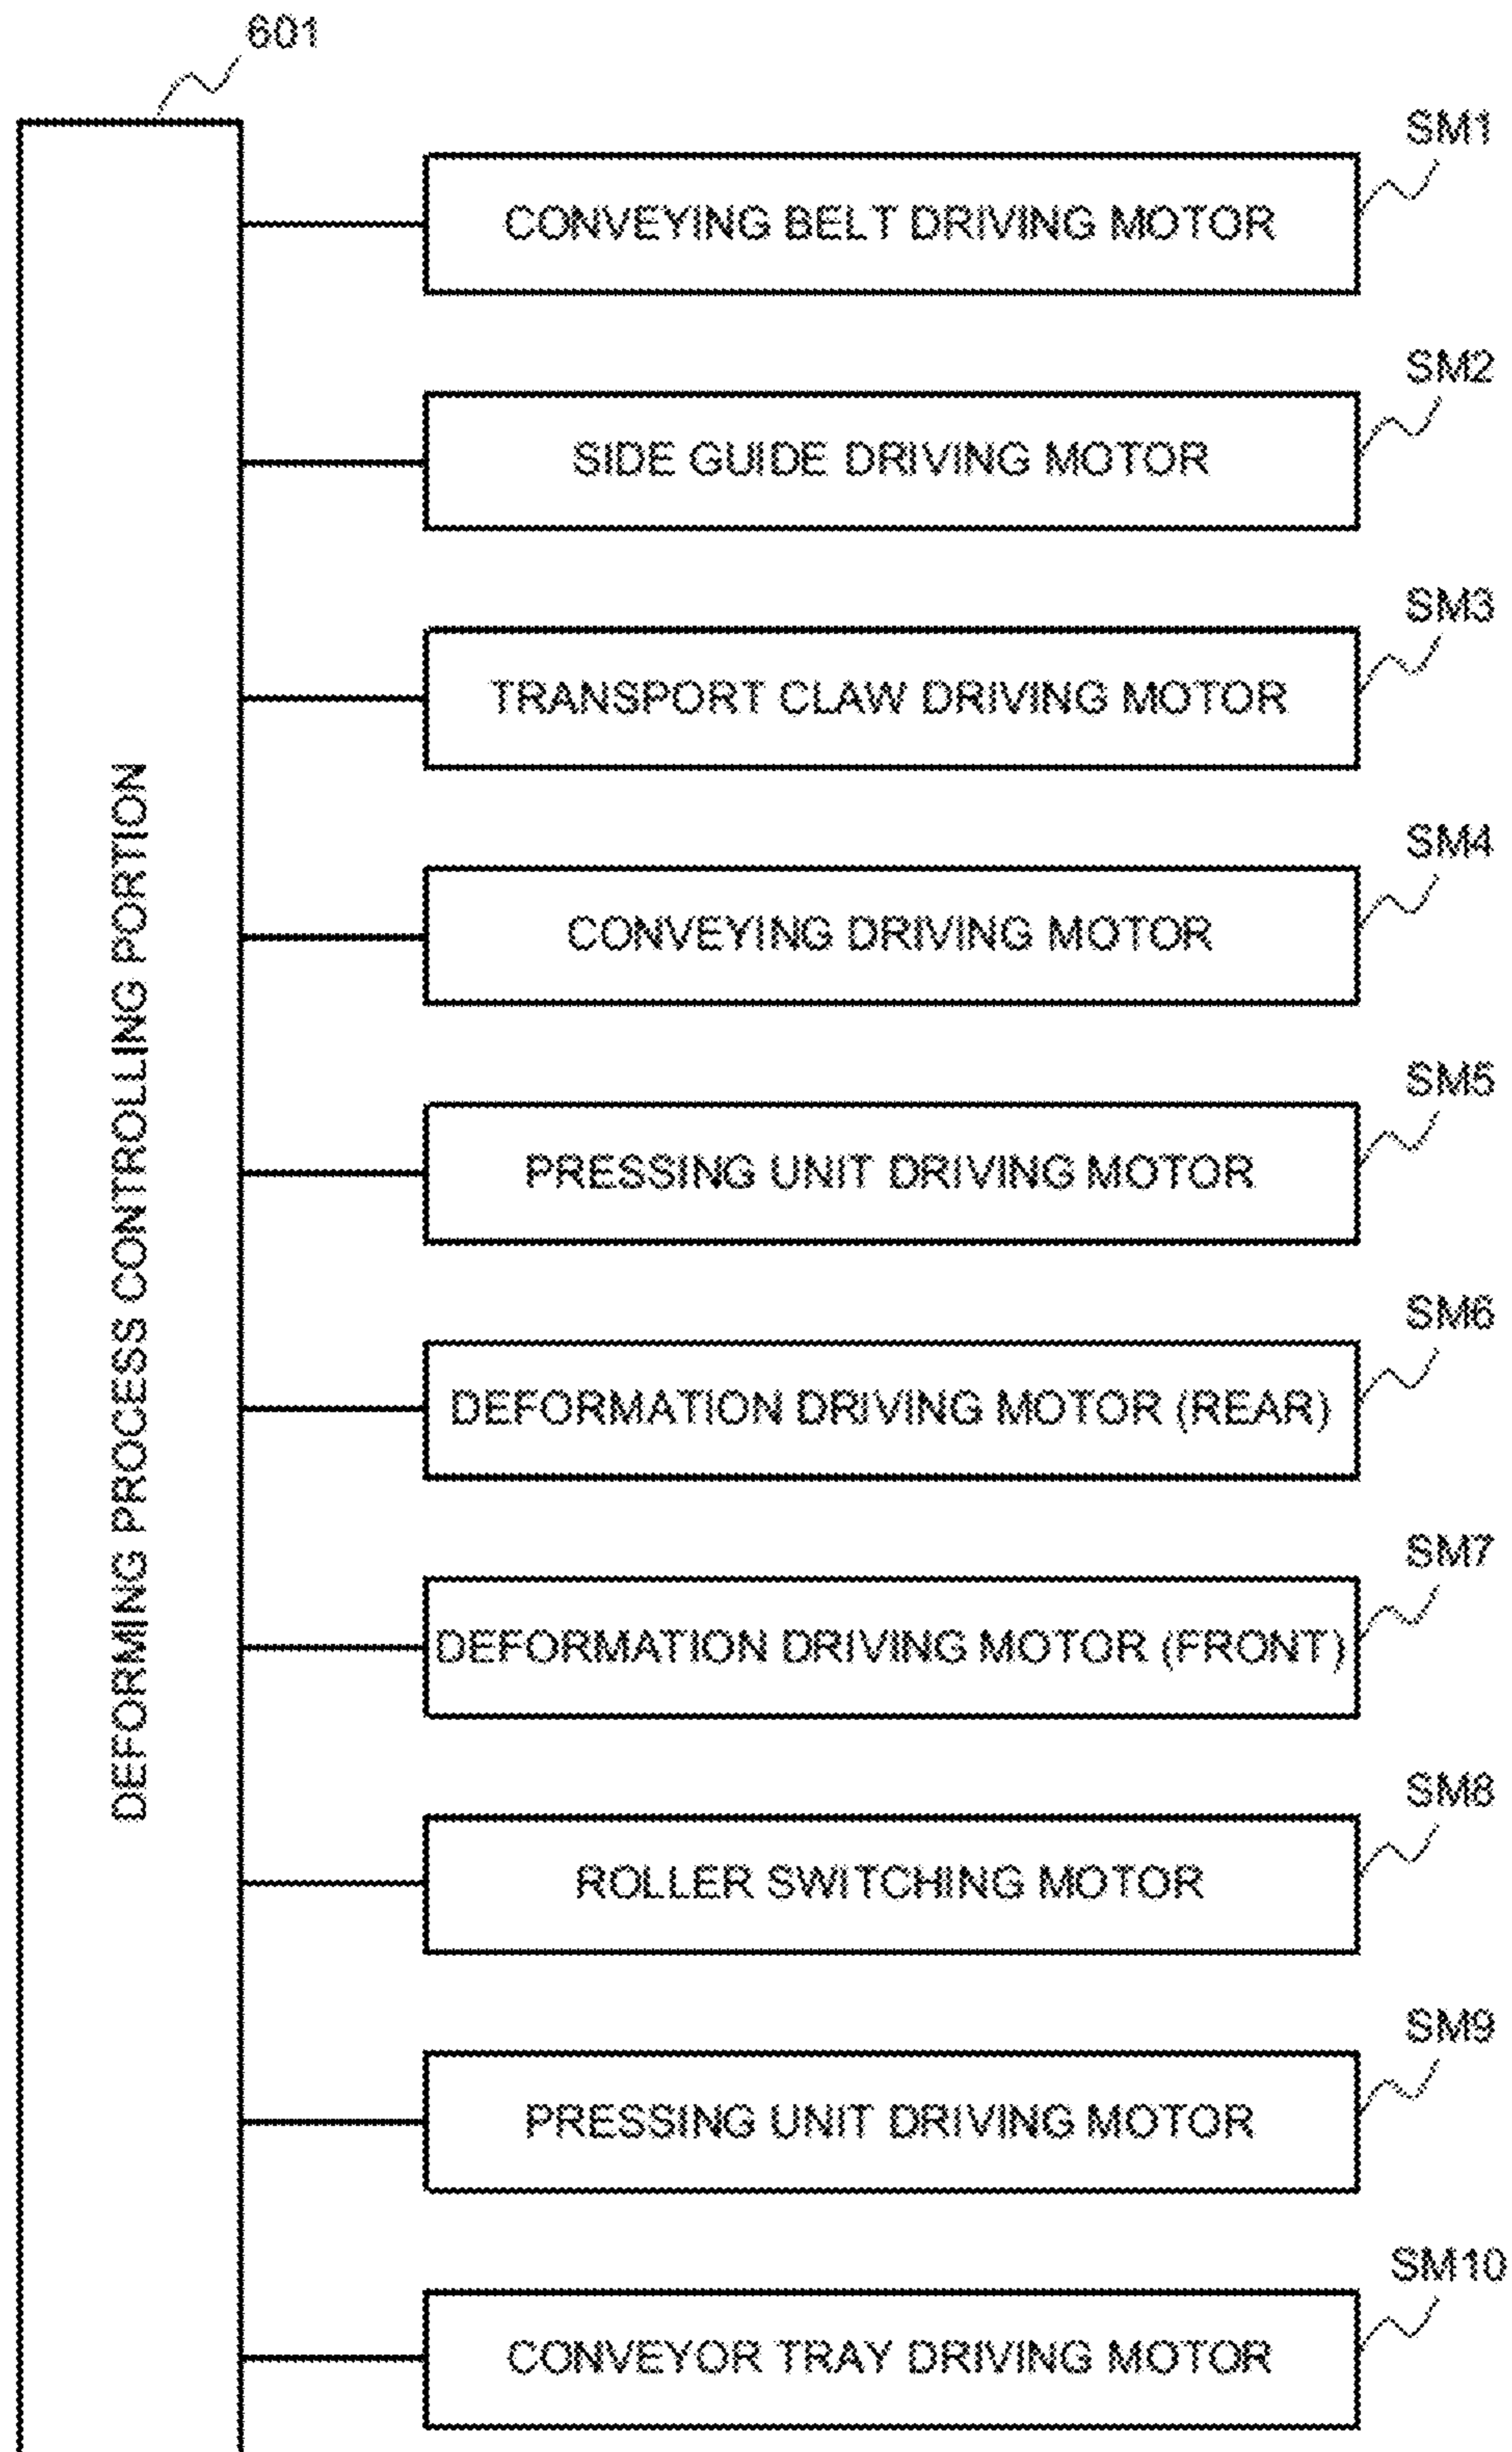 601
SM1
CONVEYING BELT DRIVING MOTOR
SM2
SIDE GUIDE DRIVING MOTOR
SM3
TRANSPORT CLAW DRIVING MOTOR
SM4
CONVEYING DRIVING MOTOR
DEFORMING PROCESS CONTROLLING PORTION
SM5
PRESSING UNIT DRIVING MOTOR
SM6
DEFORMATION DRIVING MOTOR (REAR)
SM7
DEFORMATION DRIVING MOTOR (FRONT)
SM8
ROLLER SWITCHING MOTOR
SM9
PRESSING UNIT DRIVING MOTOR
SM10
CONVEYOR TRAY DRIVING MOTOR